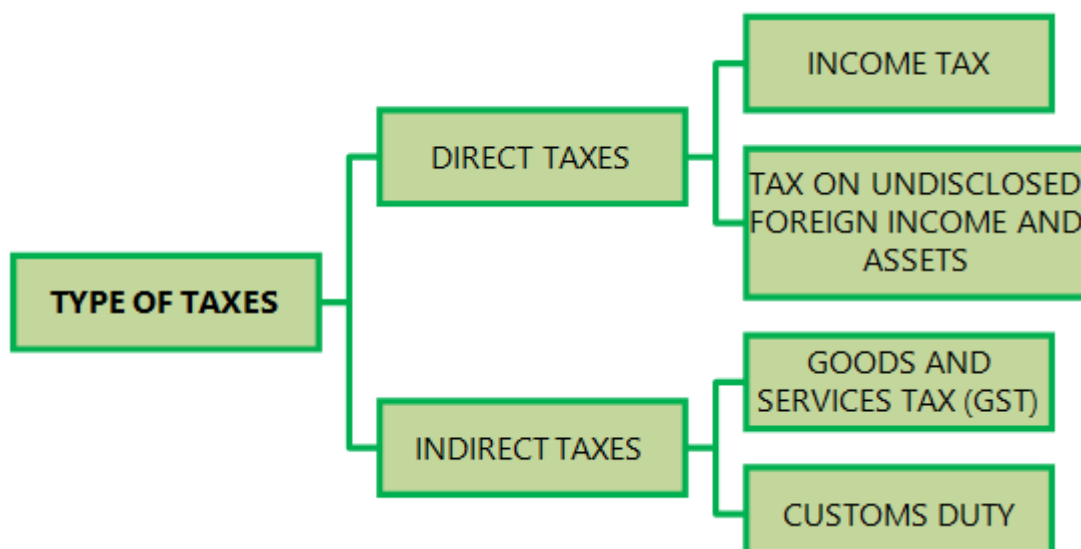 TYPE OF TAXES
DIRECT TAXES
INCOME TAX
TAX ON UNDISCLOSED
FOREIGN INCOME AND
ASSETS
INDIRECT TAXES
GOODS AND
SERVICES TAX (GST)
CUSTOMS DUTY